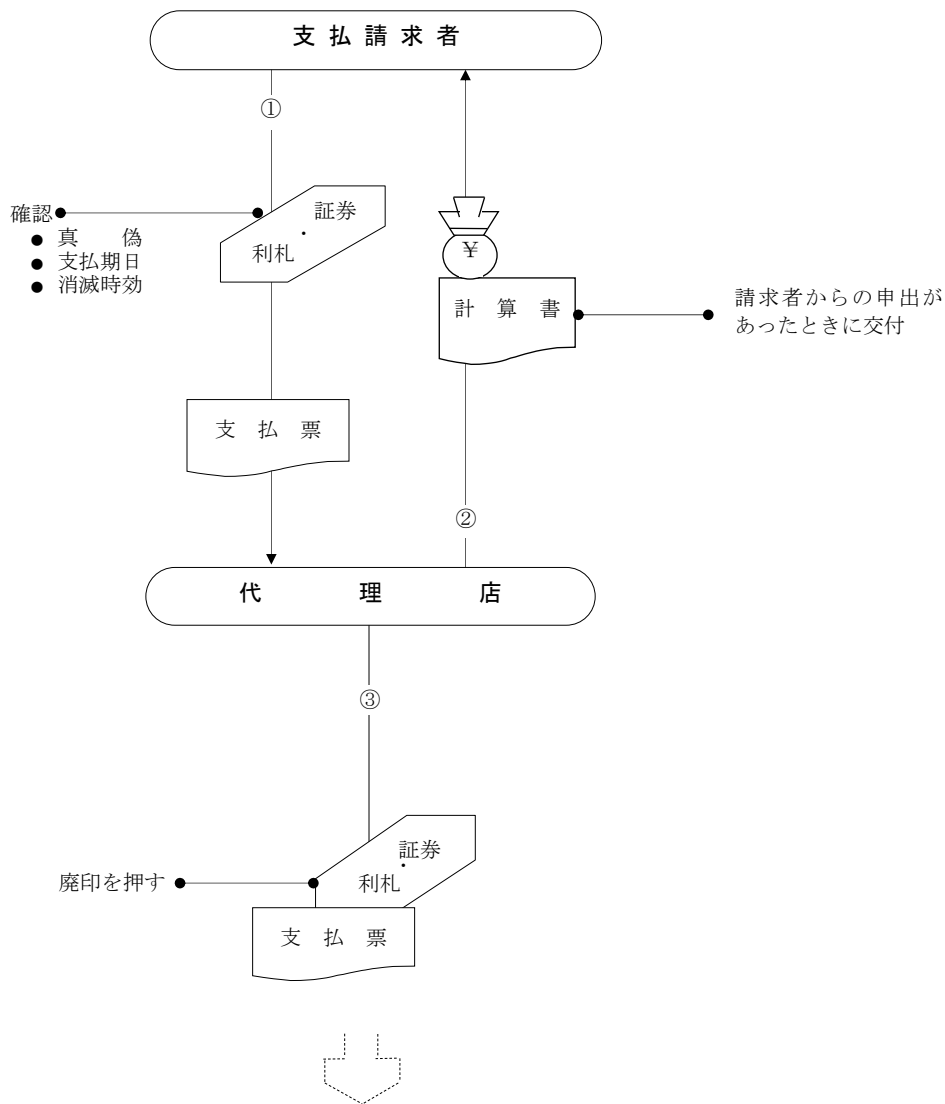 支払請求者
①
証券
・
利札
確認
● 真　　偽
● 支払期日
● 消滅時効
¥
計算書
請求者からの申出が
あったときに交付
支払票
②
代理店
③
証券
・
利札
廃印を押す
支払票